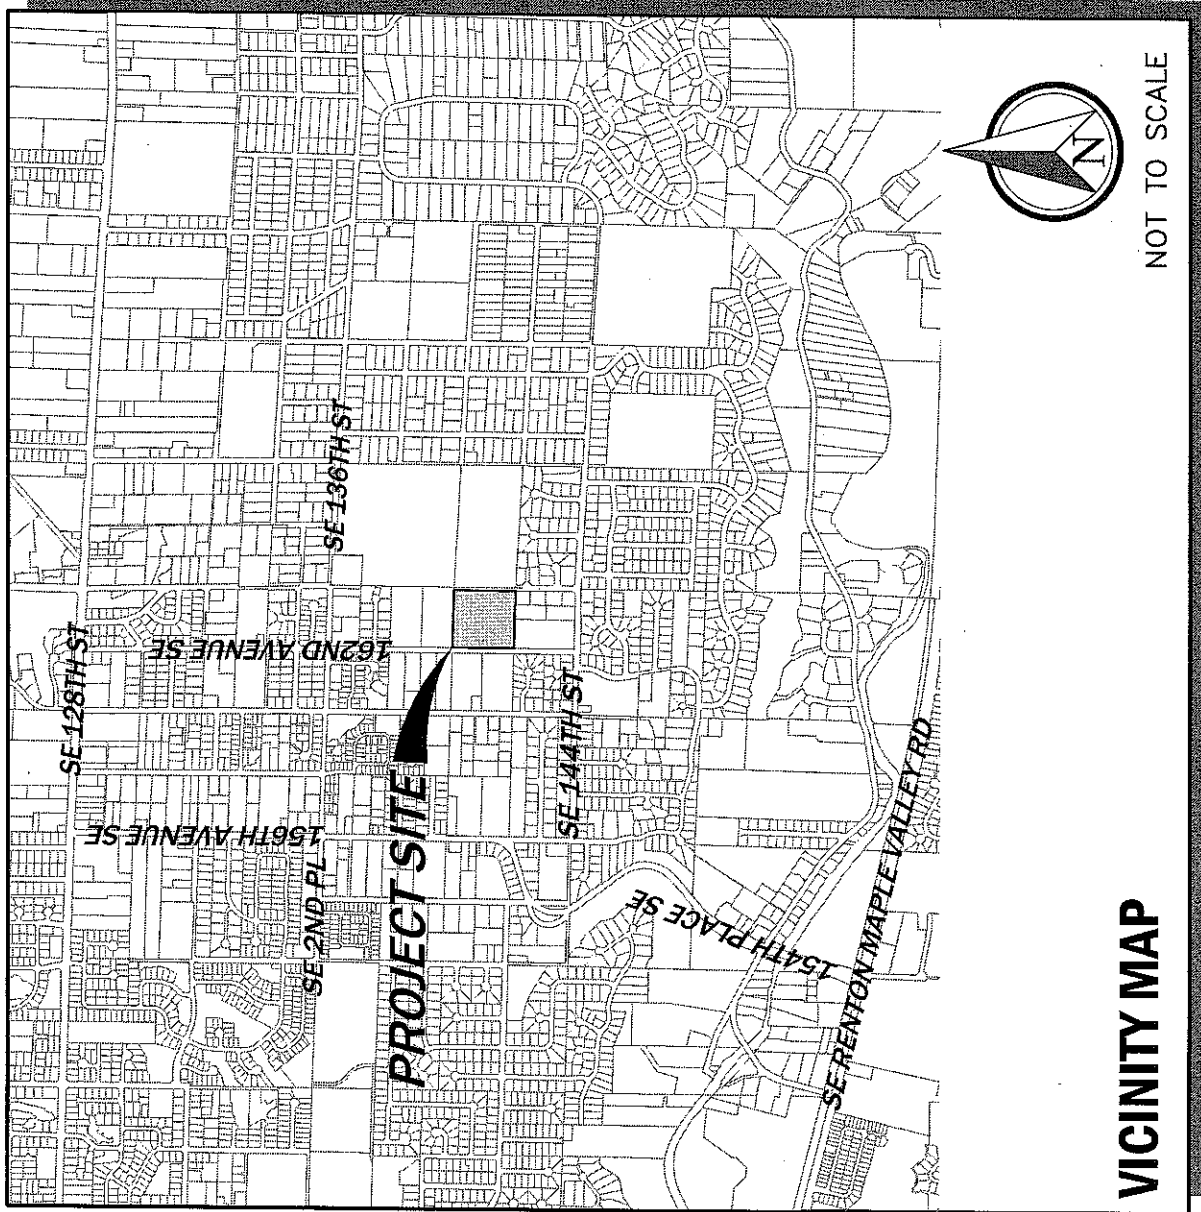 SE 128TH ST
162ND AVENUE SE
SE 136TH ST
156TH AVENUE SE
SE 2ND PL
PROJECT SITE
SE 144TH ST
154TH PLACE SE
SE RENTON MAPLE VALLEY RD
VICINITY MAP
N
NOT TO SCALE